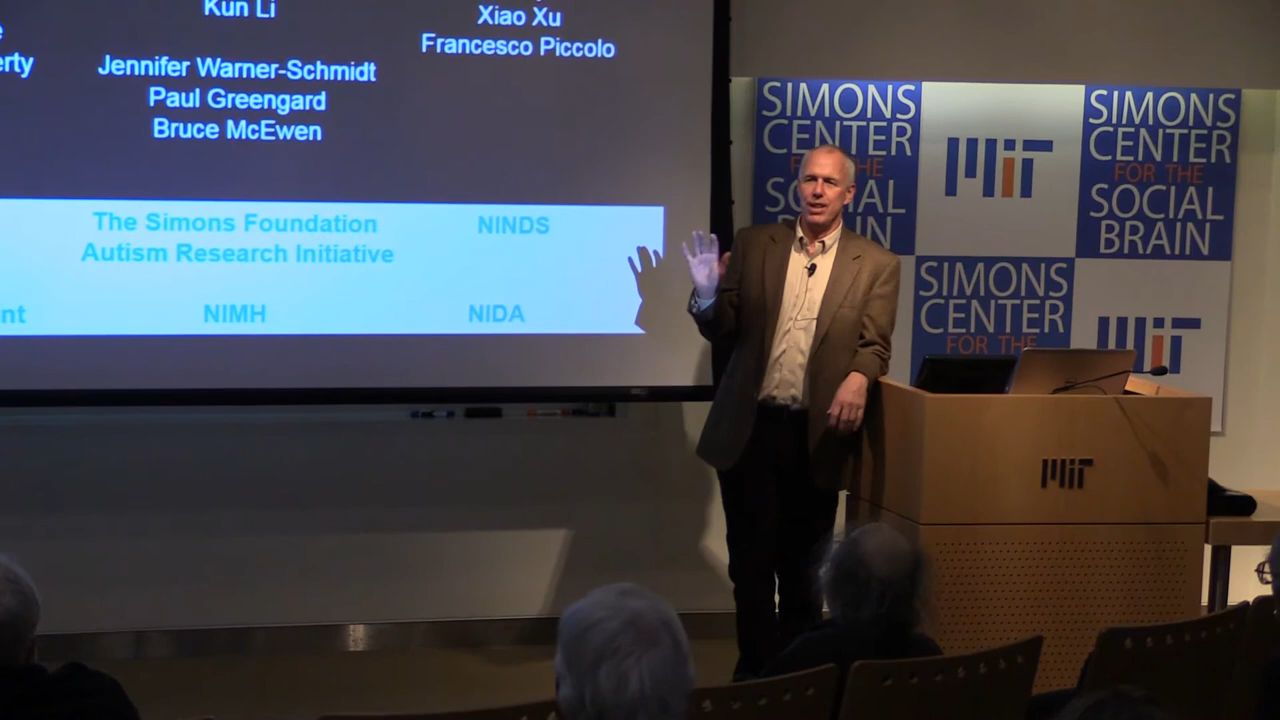 Kun Li
Xiao Xu
Francesco Piccolo
erty
Jennifer Warner-Schmidt
Paul Greengard
Bruce McEwen
The Simons Foundation
Autism Research Initiative
NINDS
nt
NIMH
NIDA
SIMONS
CENTER
FOR THE
SOCIAL
BRAIN
MIT
SIMONS
CENTER
FOR THE
SOCIAL
BRAIN
SIMONS
CENTER
FOR THE
MIT
MIT